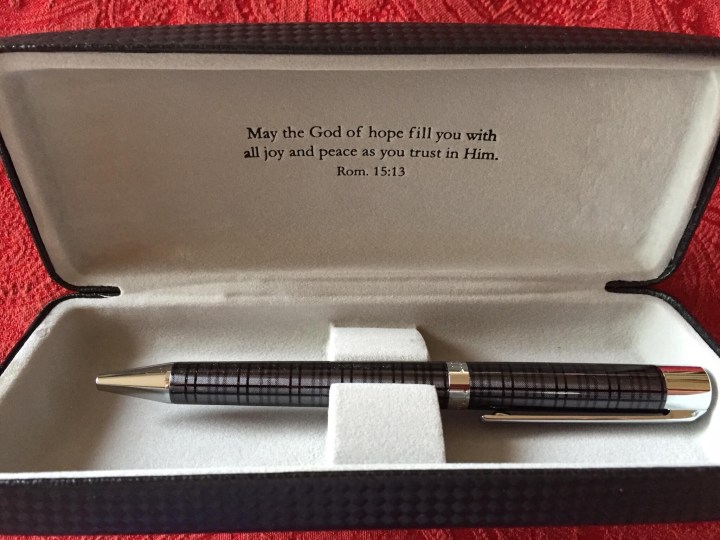 May the God of hope fill you with
all joy and peace as you trust in Him.
Rom. 15:13